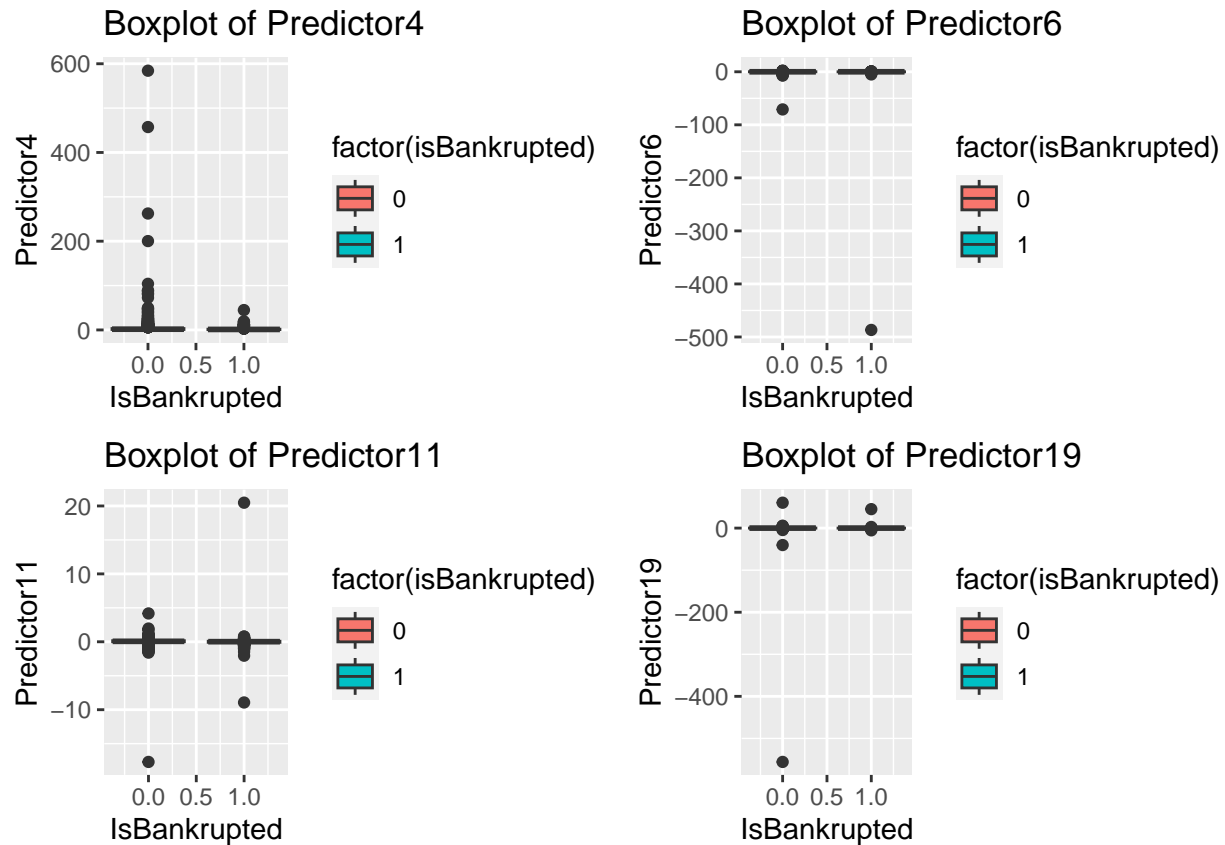 Boxplot of Predictor4
600
400
200
0
Predictor4
0.0 0.5 1.0
IsBankrupted
factor(isBankrupted)
0
1
Boxplot of Predictor6
0
−100
−200
−300
−400
−500
Predictor6
0.0 0.5 1.0
IsBankrupted
factor(isBankrupted)
0
1
Boxplot of Predictor11
20
10
0
−10
Predictor11
0.0 0.5 1.0
IsBankrupted
factor(isBankrupted)
0
1
Boxplot of Predictor19
0
−200
−400
Predictor19
0.0 0.5 1.0
IsBankrupted
factor(isBankrupted)
0
1